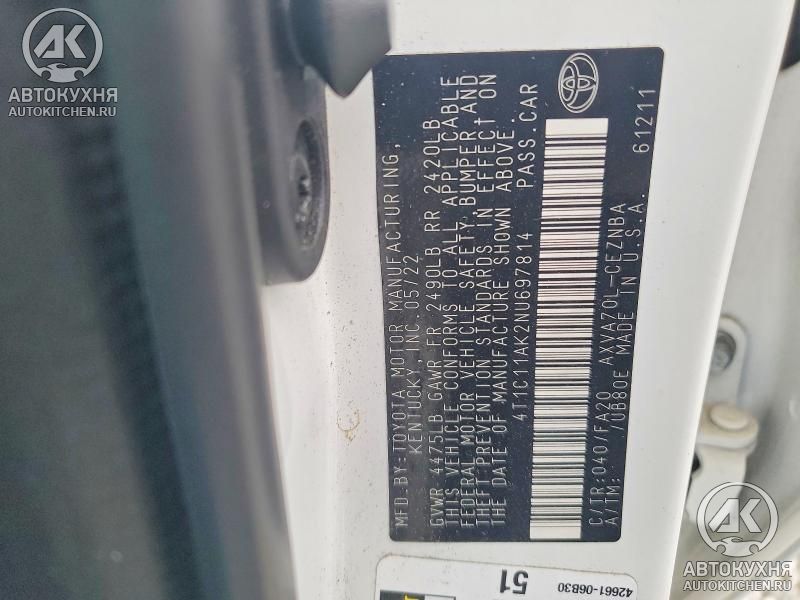 АВТОКУХНЯ
AUTOKITCHEN.RU
MFD.BY:TOYOTA MOTOR MANUFACTURING,
KENTUCKY, INC.05/22
GVWR 4475LB GAWR FR 2490LB RR 2420LB
THIS VEHICLE CONFORMS TO ALL APPLICABLE
FEDERAL MOTOR VEHICLE SAFETY, BUMPER AND
THEFT PREVENTION STANDARDS IN EFFECT ON
THE DATE OF MANUFACTURE SHOWN ABOVE.
4T1C11AK2NU697814 PASS.CAR
C/TR:040/FA20 AXVA70L-CEZNBA
A/TM: /UB80E MADE IN U.S.A. 61211
42661-06B30
51
АВТОКУХНЯ
AUTOKITCHEN.RU